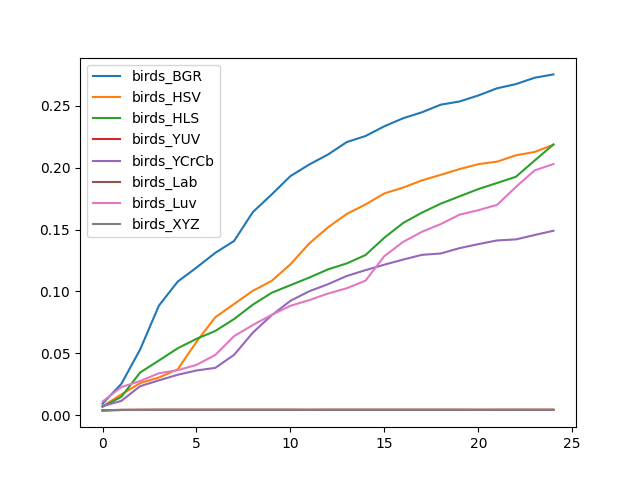 birds_BGR
birds_HSV
birds_HLS
birds_YUV
birds_YCrCb
birds_Lab
birds_Luv
birds_XYZ
0.25
0.20
0.15
0.10
0.05
0.00
0 5 10 15 20 25